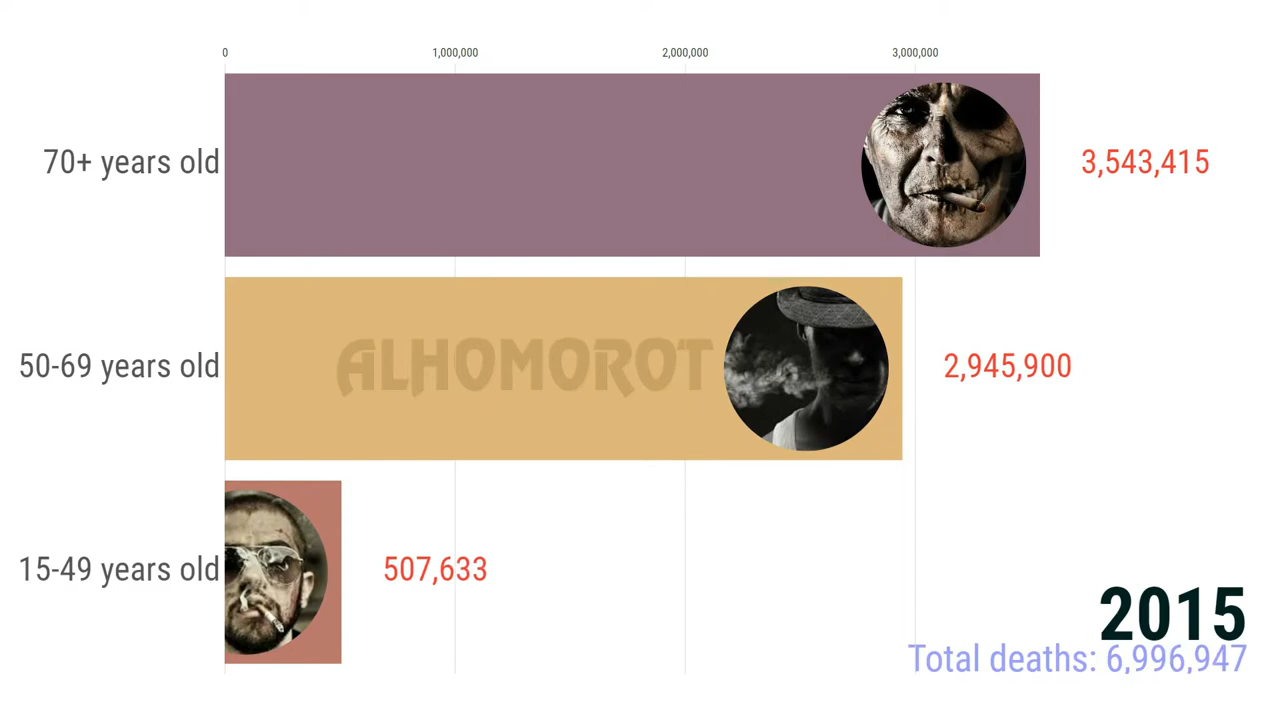 0 1,000,000 2,000,000 3,000,000
70+ years old 3,543,415
50-69 years old ALHOMOROT 2,945,900
15-49 years old 507,633
2015
Total deaths: 6,996,947